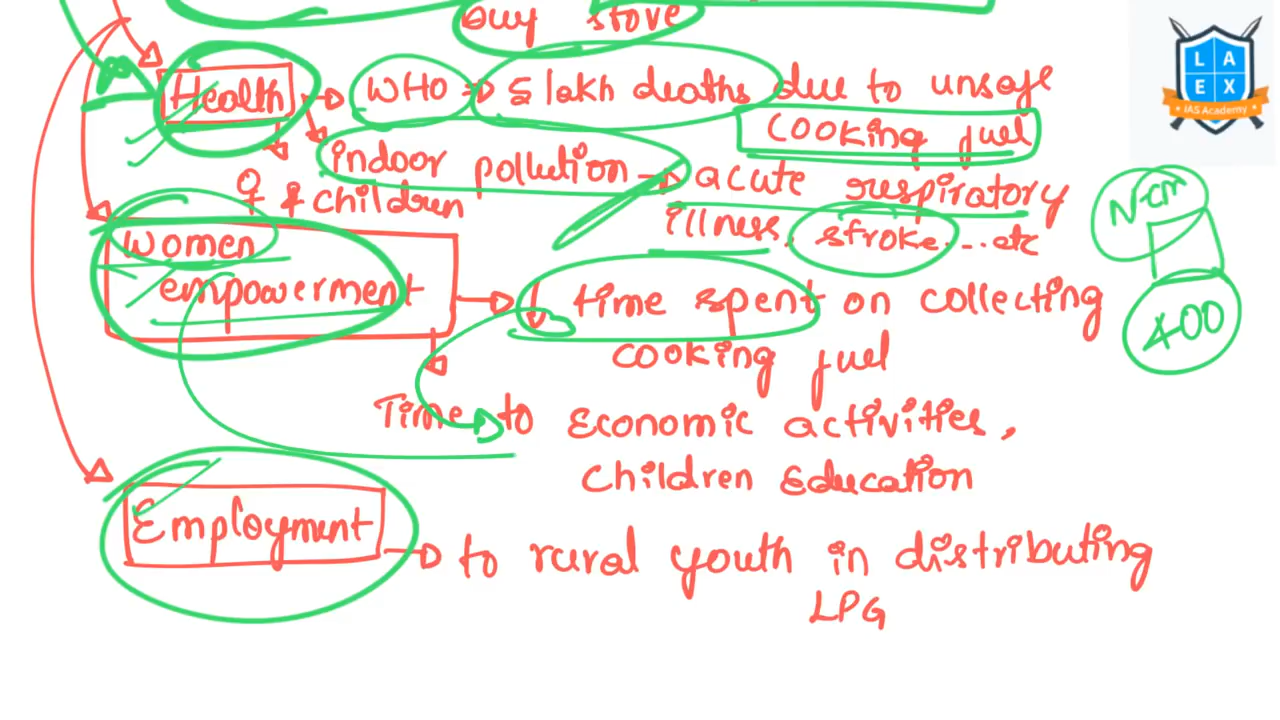 buy stove
Health → WHO ⇒ 5 lakh deaths due to unsafe
cooking fuel
indoor pollution → acute respiratory
♀ & children
illness, stroke...etc
women
empowerment → ↓ time spent on collecting
cooking fuel
Time to Economic activities,
children Education
Employment → to rural youth in distributing
LPG
400
L A
E X
IAS Academy